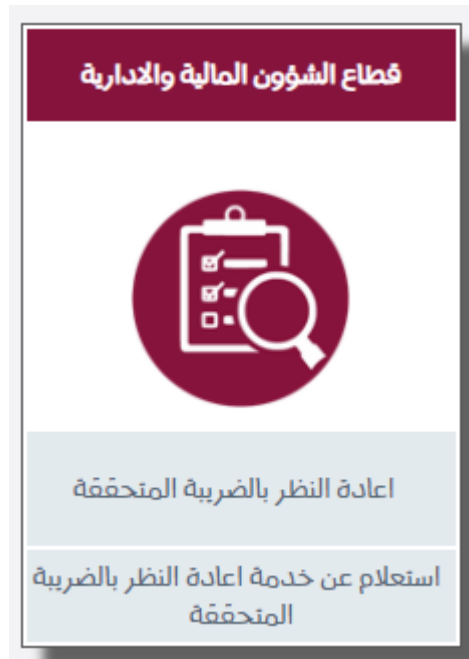 قطاع الشؤون المالية والادارية
اعادة النظر بالضريبة المتحققة
استعلام عن خدمة اعادة النظر بالضريبة
المتحققة